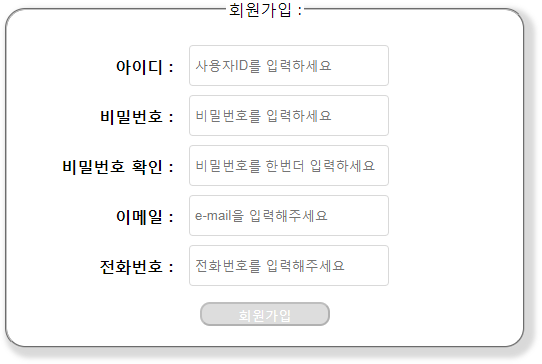 회원가입 :
아이디 : 사용자ID를 입력하세요
비밀번호 : 비밀번호를 입력하세요
비밀번호 확인 : 비밀번호를 한번더 입력하세요
이메일 : e-mail을 입력해주세요
전화번호 : 전화번호를 입력해주세요
회원가입